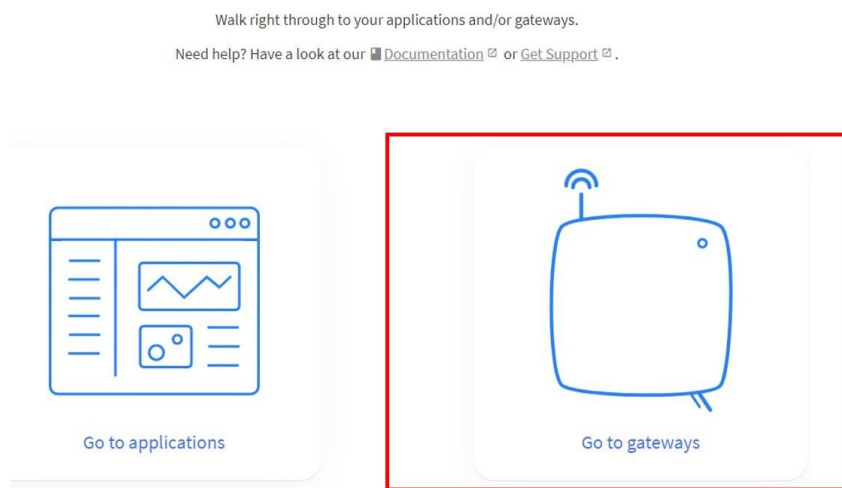 Walk right through to your applications and/or gateways.
Need help? Have a look at our Documentation or Get Support .
Go to applications
Go to gateways